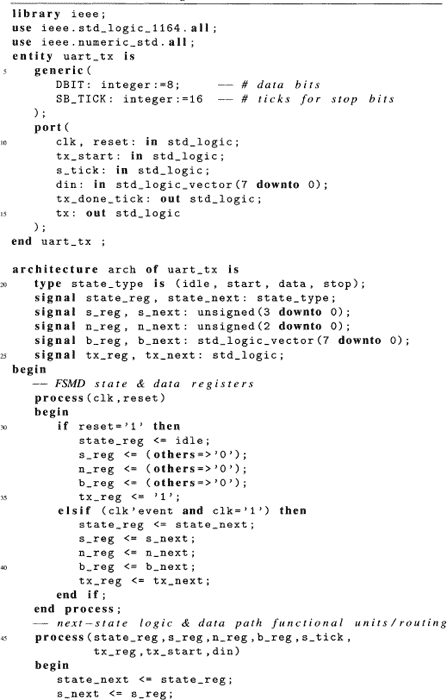 library ieee;
use ieee.std_logic_1164.all;
use ieee.numeric_std.all;
entity uart_tx is
5    generic(
        DBIT: integer:=8;     -- # data bits
        SB_TICK: integer:=16  -- # ticks for stop bits
     );
     port(
10      clk, reset: in std_logic;
        tx_start: in std_logic;
        s_tick: in std_logic;
        din: in std_logic_vector(7 downto 0);
        tx_done_tick: out std_logic;
15      tx: out std_logic
     );
end uart_tx ;
architecture arch of uart_tx is
20   type state_type is (idle, start, data, stop);
     signal state_reg, state_next: state_type;
     signal s_reg, s_next: unsigned(3 downto 0);
     signal n_reg, n_next: unsigned(2 downto 0);
     signal b_reg, b_next: std_logic_vector(7 downto 0);
25   signal tx_reg, tx_next: std_logic;
begin
     -- FSMD state & data registers
     process(clk,reset)
     begin
30      if reset='1' then
           state_reg <= idle;
           s_reg <= (others=>'0');
           n_reg <= (others=>'0');
           b_reg <= (others=>'0');
35         tx_reg <= '1';
        elsif (clk'event and clk='1') then
           state_reg <= state_next;
           s_reg <= s_next;
           n_reg <= n_next;
40         b_reg <= b_next;
           tx_reg <= tx_next;
        end if;
     end process;
     -- next-state logic & data path functional units/routing
45   process(state_reg,s_reg,n_reg,b_reg,s_tick,
             tx_reg,tx_start,din)
     begin
        state_next <= state_reg;
        s_next <= s_reg;